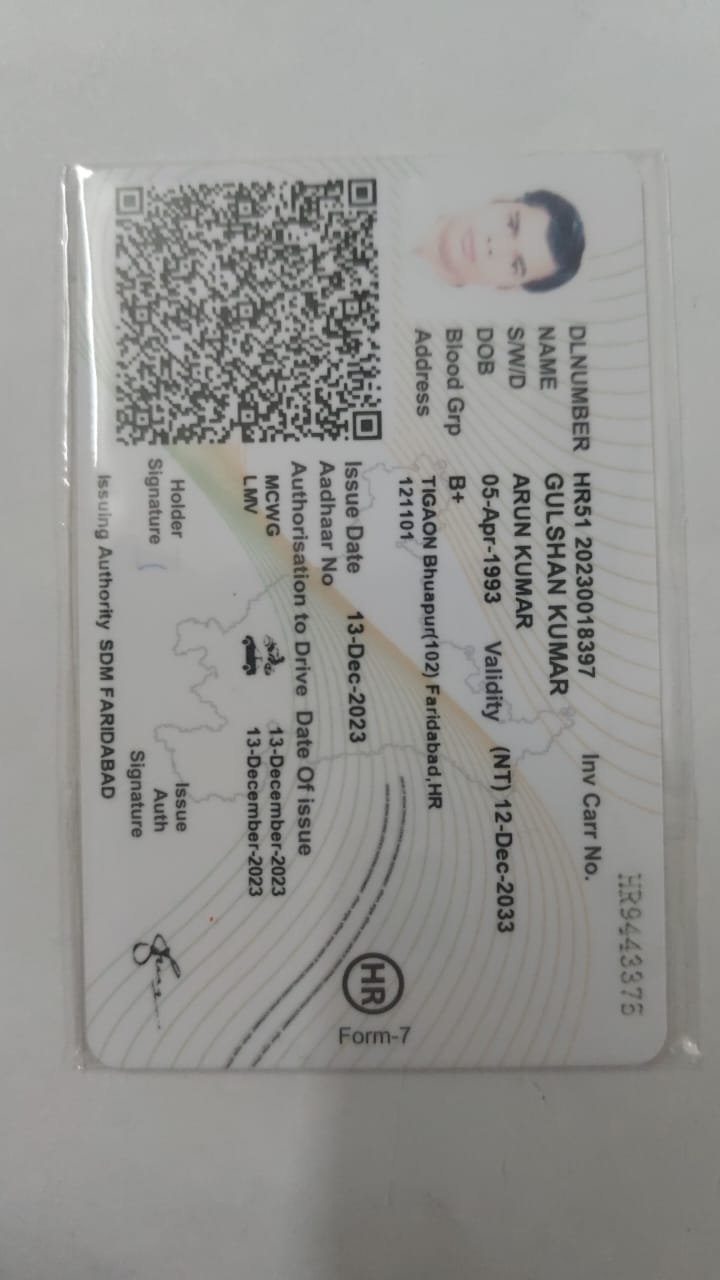 HR9443376
DLNUMBER HR51 20230018397 Inv Carr No.
NAME GULSHAN KUMAR
S/W/D ARUN KUMAR
DOB 05-Apr-1993 Validity (NT) 12-Dec-2033
Blood Grp B+
Address TIGAON Bhuapur(102) Faridabad,HR
121101
HR
Form-7
Issue Date 13-Dec-2023
Aadhaar No
Authorisation to Drive Date Of issue
MCWG 13-December-2023
LMV 13-December-2023
Holder
Signature
Issue
Auth
Signature
Issuing Authority SDM FARIDABAD